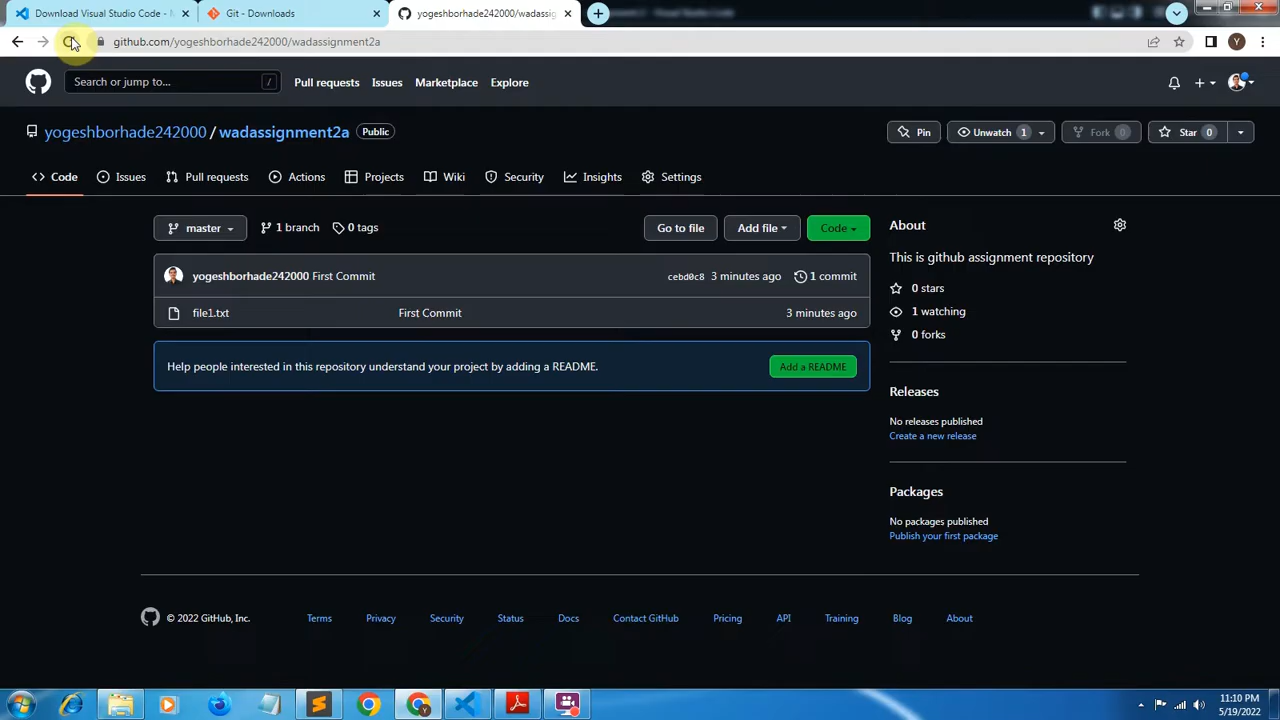 Download Visual Studio Code - M
Git - Downloads
yogeshborhade242000/wadassig
github.com/yogeshborhade242000/wadassignment2a
Search or jump to...
/
Pull requests
Issues
Marketplace
Explore
yogeshborhade242000 / wadassignment2a
Public
Pin
Unwatch 1
Fork 0
Star 0
Code
Issues
Pull requests
Actions
Projects
Wiki
Security
Insights
Settings
master
1 branch
0 tags
Go to file
Add file
Code
yogeshborhade242000 First Commit
cebd0c8 3 minutes ago
1 commit
file1.txt
First Commit
3 minutes ago
Help people interested in this repository understand your project by adding a README.
Add a README
About
This is github assignment repository
0 stars
1 watching
0 forks
Releases
No releases published
Create a new release
Packages
No packages published
Publish your first package
© 2022 GitHub, Inc.
Terms
Privacy
Security
Status
Docs
Contact GitHub
Pricing
API
Training
Blog
About
11:10 PM
5/19/2022